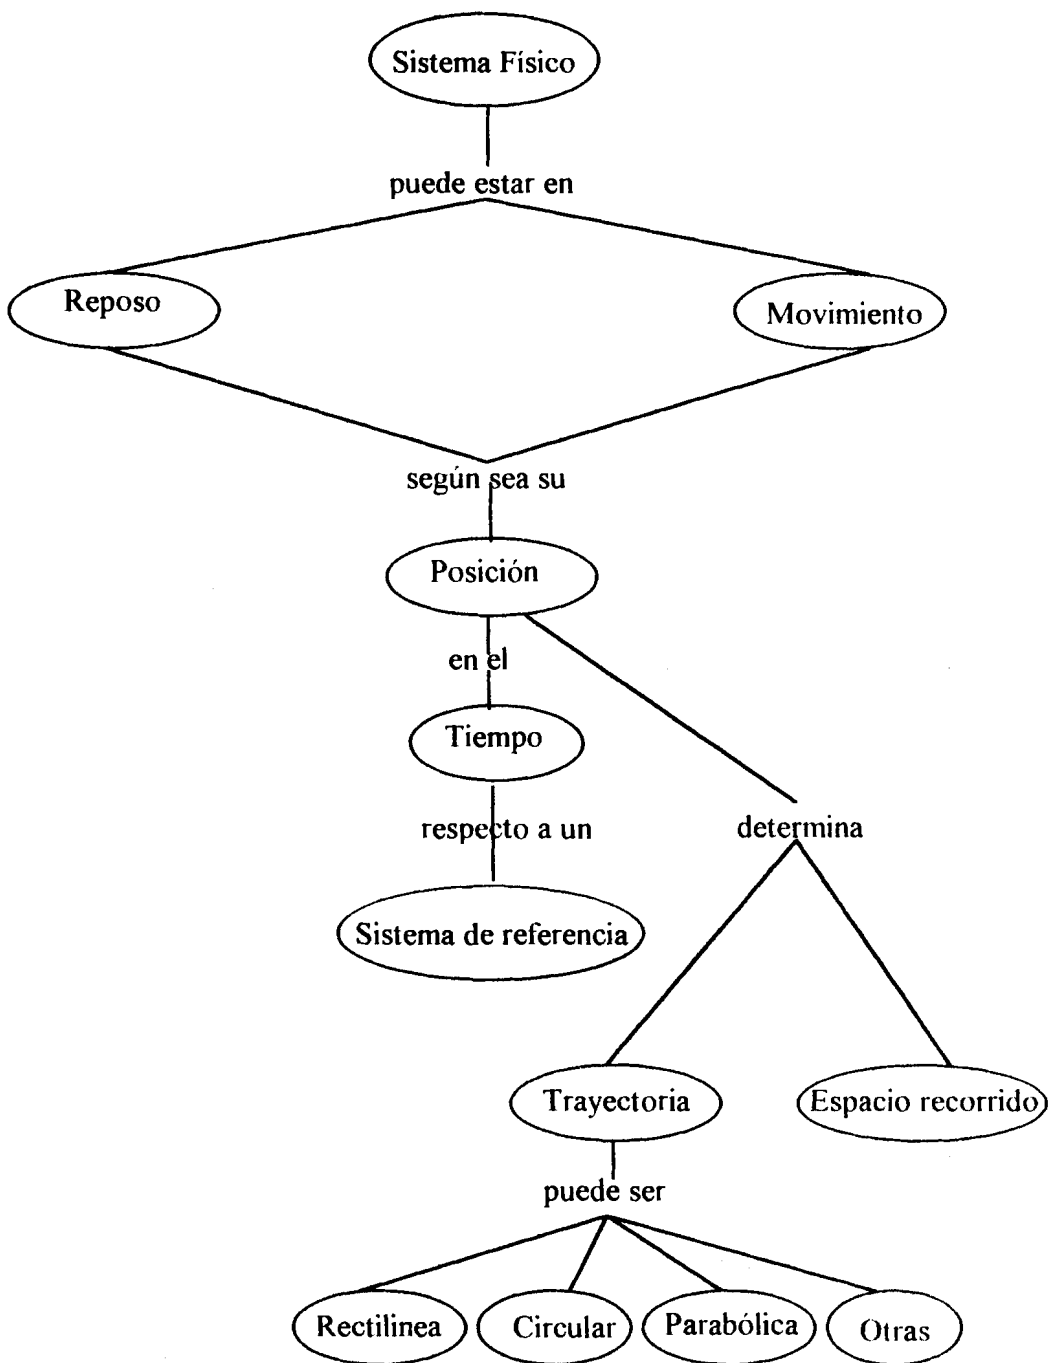 Sistema Físico
puede estar en
Reposo
Movimiento
según sea su
Posición
en el
Tiempo
respecto a un
determina
Sistema de referencia
Trayectoria
Espacio recorrido
puede ser
Rectilinea
Circular
Parabólica
Otras